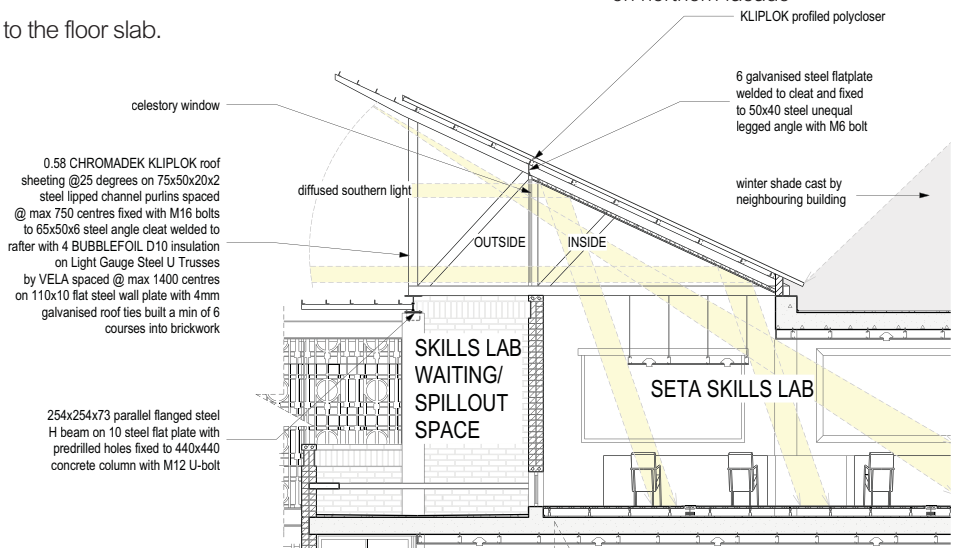 to the floor slab.
KLIPLOK profiled polycloser
6 galvanised steel flatplate
welded to cleat and fixed
to 50x40 steel unequal
legged angle with M6 bolt
celestory window
0.58 CHROMADEK KLIPLOK roof
sheeting @25 degrees on 75x50x20x2
steel lipped channel purlins spaced
@ max 750 centres fixed with M16 bolts
to 65x50x6 steel angle cleat welded to
rafter with 4 BUBBLEFOIL D10 insulation
on Light Gauge Steel U Trusses
by VELA spaced @ max 1400 centres
on 110x10 flat steel wall plate with 4mm
galvanised roof ties built a min of 6
courses into brickwork
diffused southern light
winter shade cast by
neighbouring building
OUTSIDE
INSIDE
SKILLS LAB
WAITING/
SPILLOUT
SPACE
SETA SKILLS LAB
254x254x73 parallel flanged steel
H beam on 10 steel flat plate with
predrilled holes fixed to 440x440
concrete column with M12 U-bolt